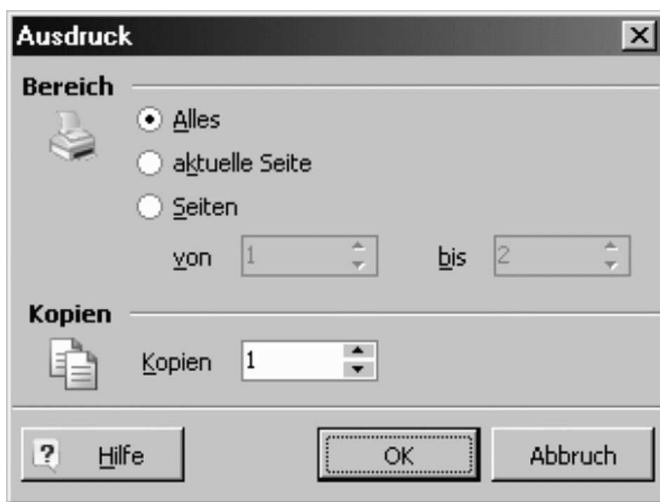 Ausdruck
Bereich
Alles
aktuelle Seite
Seiten
von 1 bis 2
Kopien
Kopien 1
? Hilfe OK Abbruch